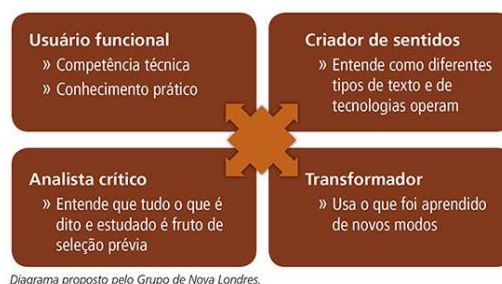 Usuário funcional
» Competência técnica
» Conhecimento prático
Criador de sentidos
» Entende como diferentes
tipos de texto e de
tecnologias operam
Analista crítico
» Entende que tudo o que é
dito e estudado é fruto de
seleção prévia
Transformador
» Usa o que foi aprendido
de novos modos
Diagrama proposto pelo Grupo de Nova Londres.